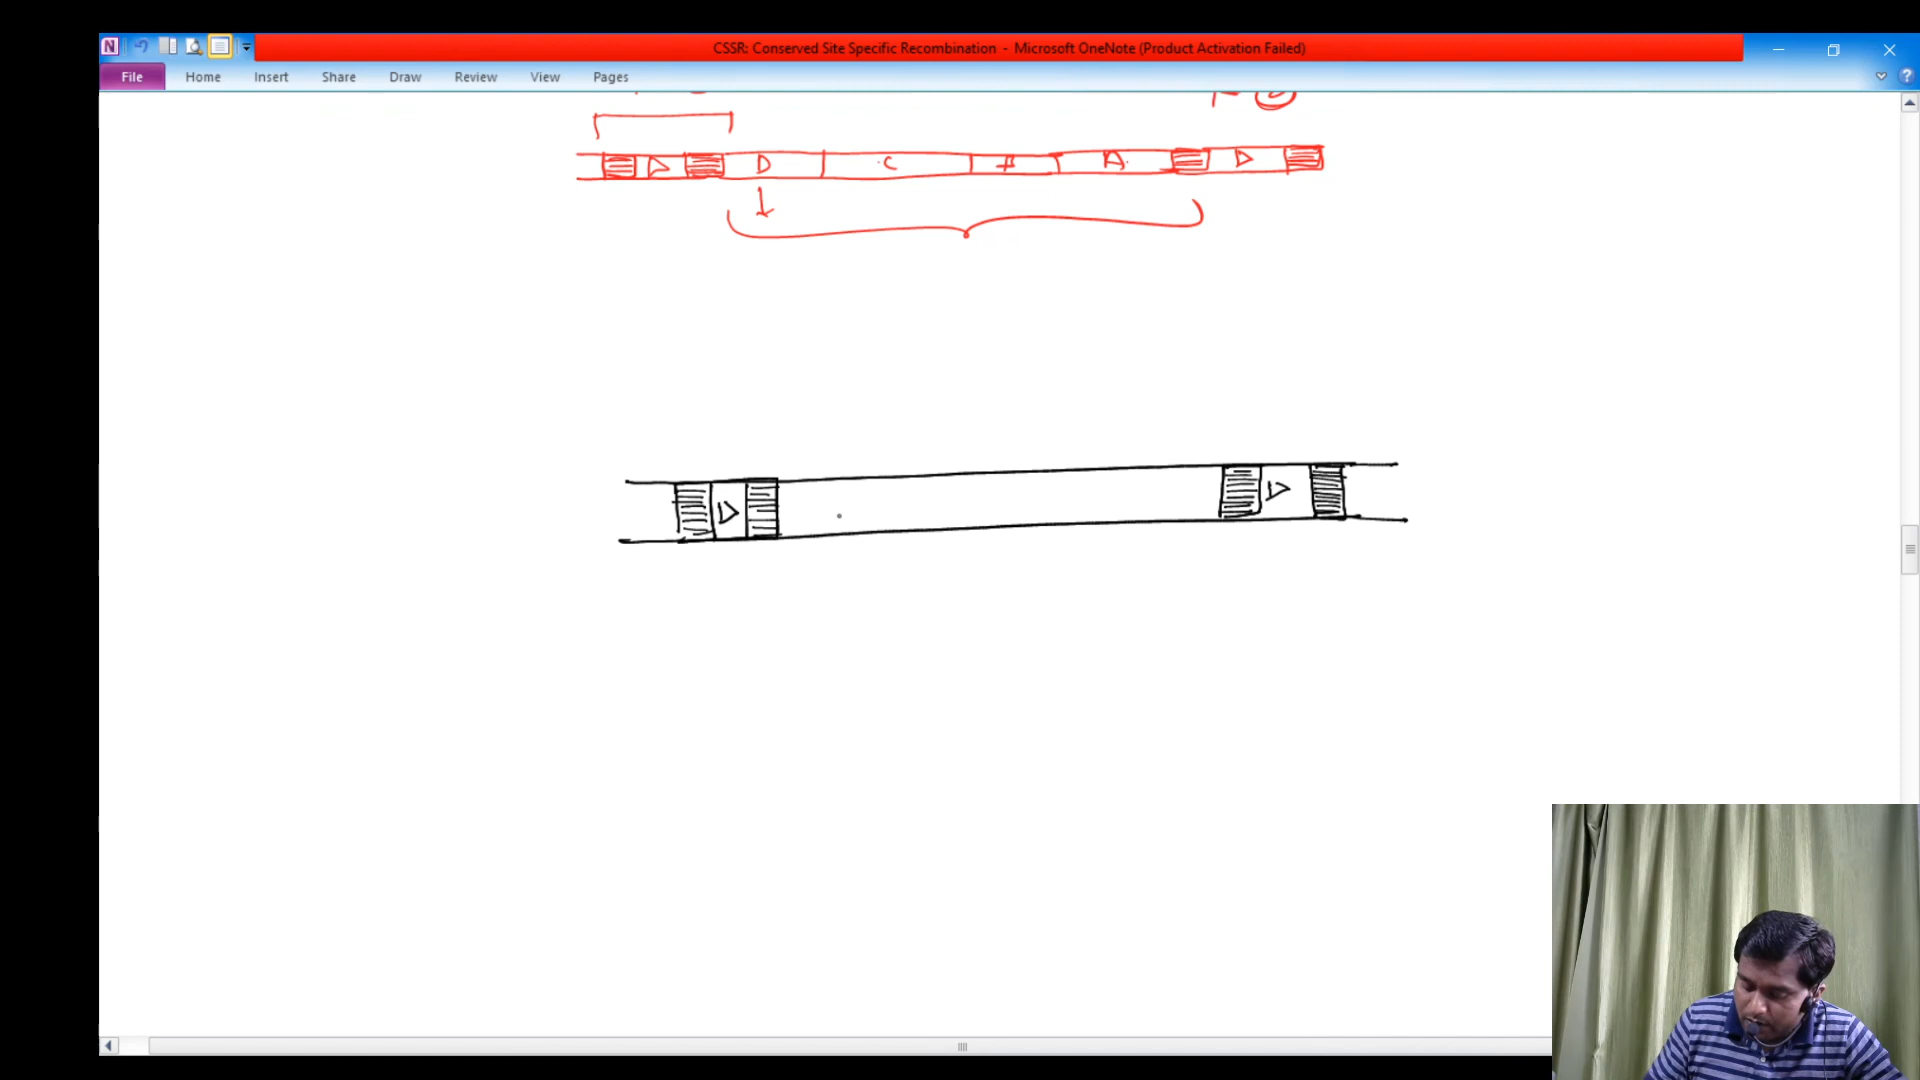 CSSR: Conserved Site Specific Recombination - Microsoft OneNote (Product Activation Failed)
File Home Insert Share Draw Review View Pages
D C B A